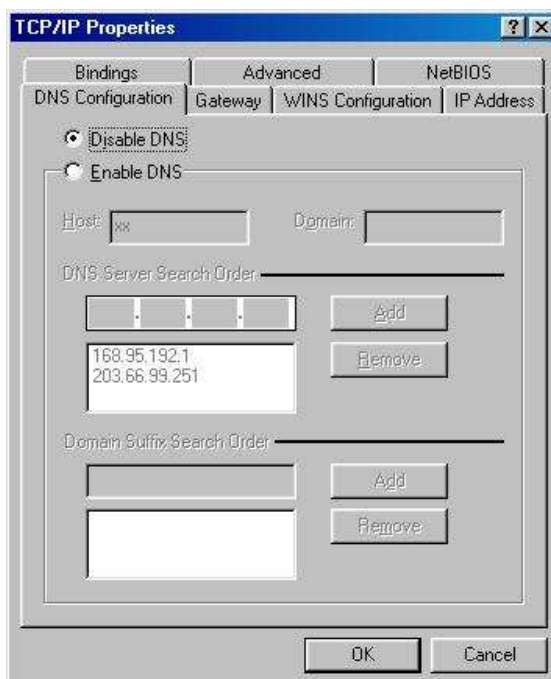 TCP/IP Properties
Bindings Advanced NetBIOS
DNS Configuration Gateway WINS Configuration IP Address
Disable DNS
Enable DNS
Host: xx Domain:
DNS Server Search Order
. . .
Add
168.95.192.1
203.66.99.251
Remove
Domain Suffix Search Order
Add
Remove
OK Cancel